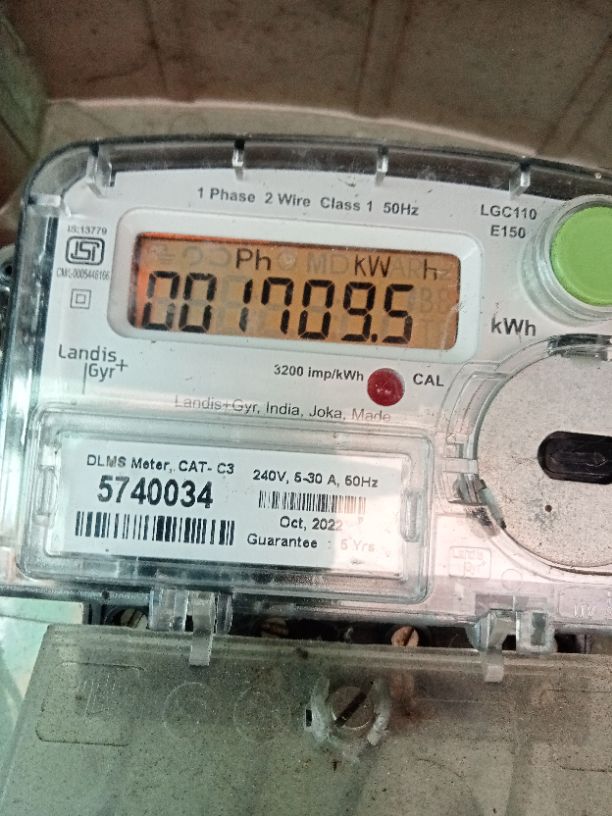 1 Phase 2 Wire Class 1 50Hz
LGC110
E150
IS:13779
Ph kW h
001709.5
kWh
Landis+
Gyr
3200 imp/kWh
CAL
Landis+Gyr, India, Joka, Made
DLMS Meter, CAT- C3
5740034
240V, 5-30 A, 50Hz
Oct, 2022
Guarantee : 5 Yrs